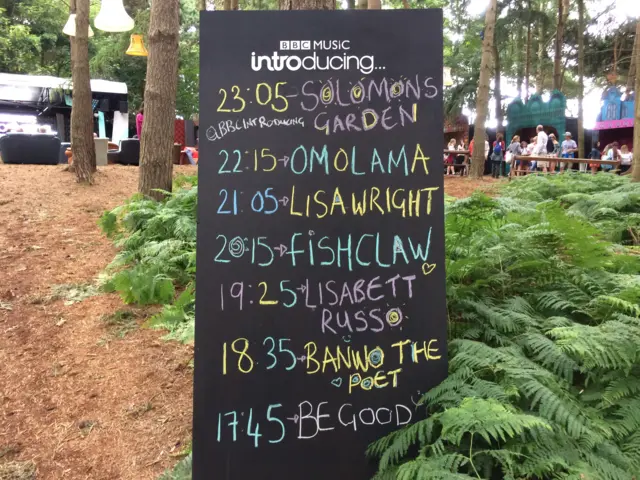 BBC MUSIC
introducing...
23:05-SOLOMONS
GARDEN
@BBCINTRODUCING
22:15→OMOLAMA
21:05→LISA WRIGHT
20:15→FISHCLAW
19:25→LISABETT
RUSSO
18.35→BANWO THE
POET
17:45→BE GOOD